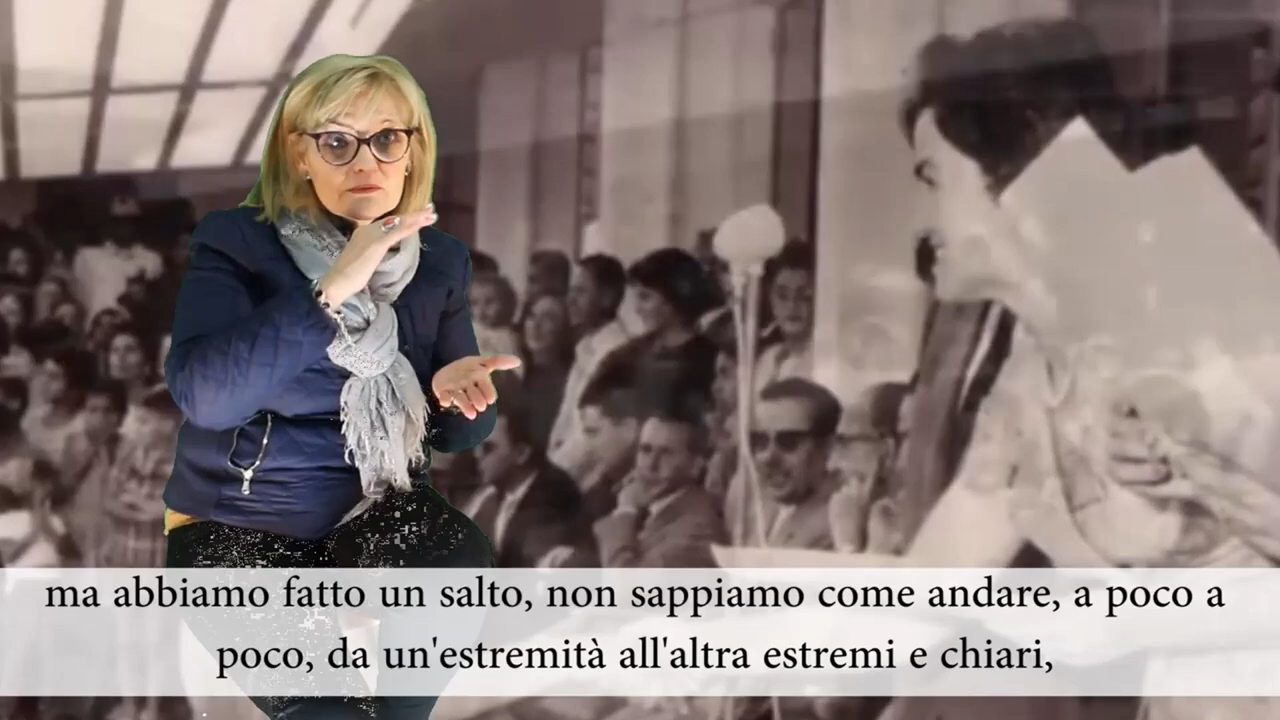 ma abbiamo fatto un salto, non sappiamo come andare, a poco a
poco, da un'estremità all'altra estremi e chiari,